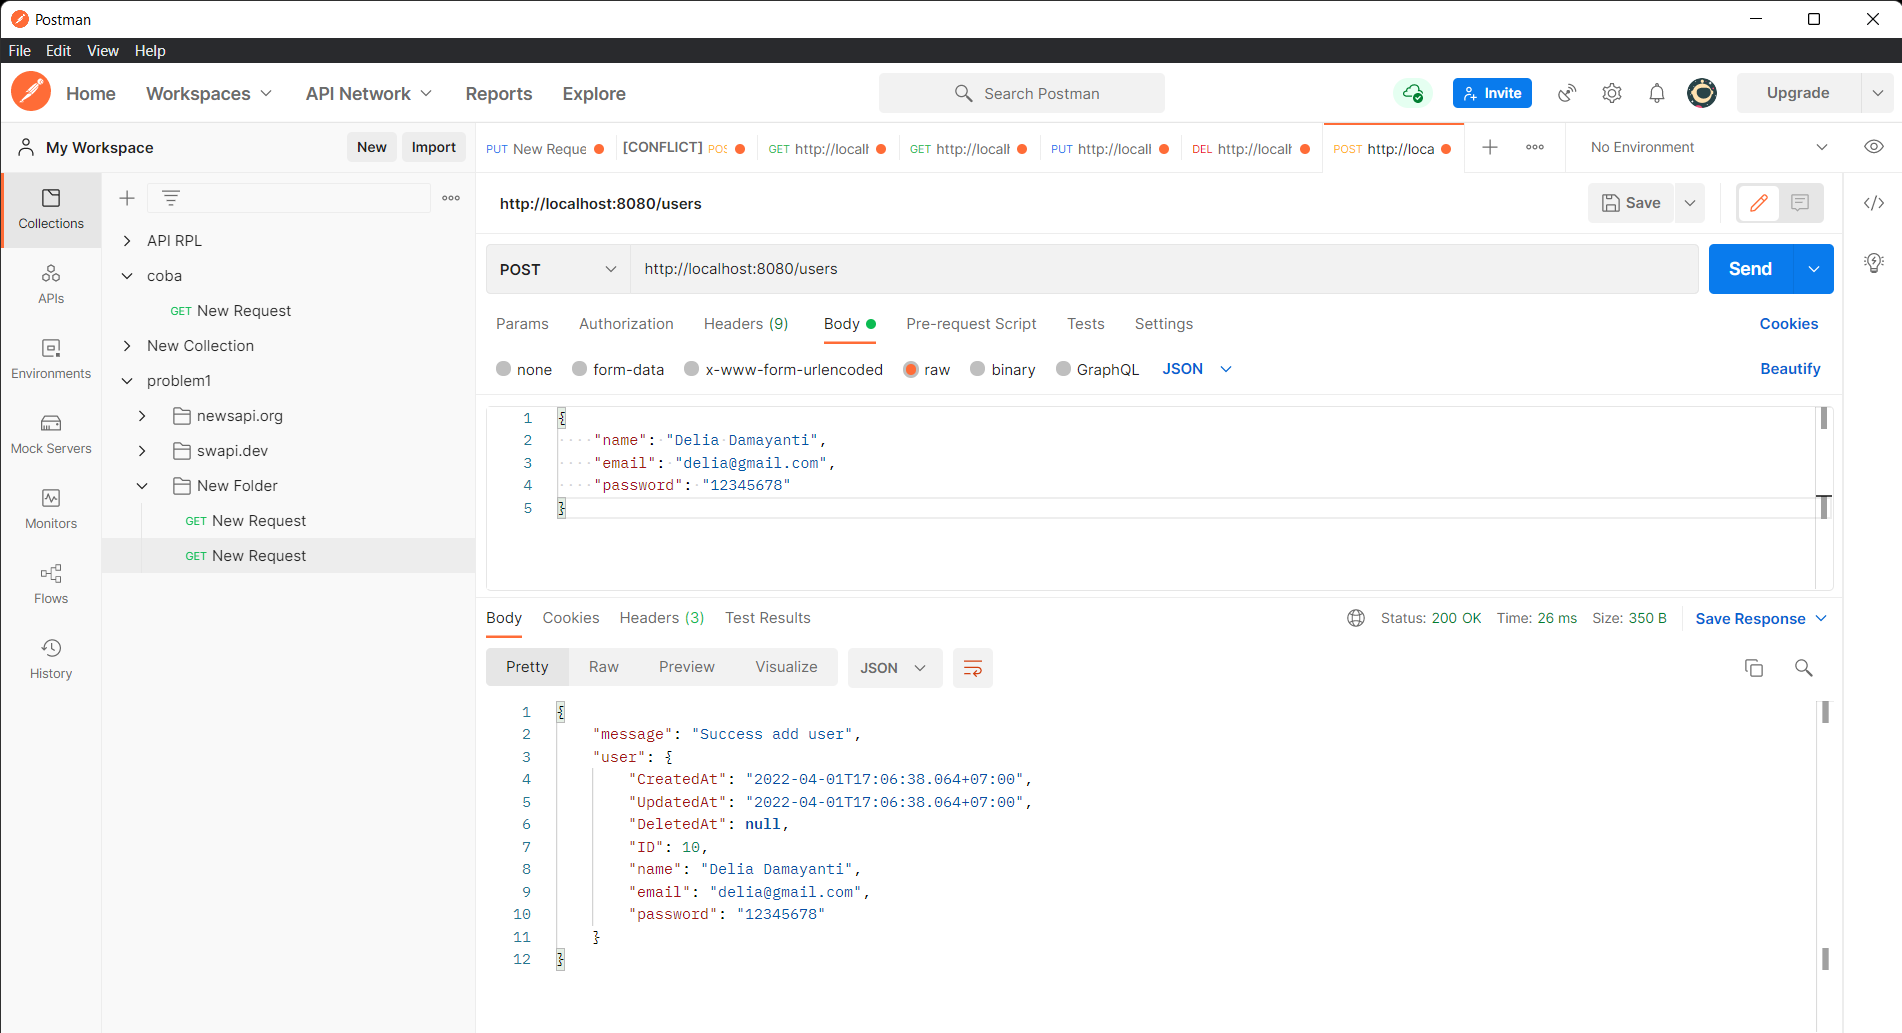 Postman
File Edit View Help
Home Workspaces API Network Reports Explore Search Postman Invite Upgrade
My Workspace New Import
PUT New Reque [CONFLICT] POS GET http://locall GET http://locall PUT http://locall DEL http://locall POST http://loca No Environment
Collections
APIs
Environments
Mock Servers
Monitors
Flows
History
API RPL
coba
GET New Request
New Collection
problem1
newsapi.org
swapi.dev
New Folder
GET New Request
GET New Request
http://localhost:8080/users Save
POST http://localhost:8080/users Send
Params Authorization Headers (9) Body Pre-request Script Tests Settings Cookies
none form-data x-www-form-urlencoded raw binary GraphQL JSON Beautify
1 {
2 "name": "Delia Damayanti",
3 "email": "delia@gmail.com",
4 "password": "12345678"
5 }
Body Cookies Headers (3) Test Results Status: 200 OK Time: 26 ms Size: 350 B Save Response
Pretty Raw Preview Visualize JSON
1 {
2 "message": "Success add user",
3 "user": {
4 "CreatedAt": "2022-04-01T17:06:38.064+07:00",
5 "UpdatedAt": "2022-04-01T17:06:38.064+07:00",
6 "DeletedAt": null,
7 "ID": 10,
8 "name": "Delia Damayanti",
9 "email": "delia@gmail.com",
10 "password": "12345678"
11 }
12 }